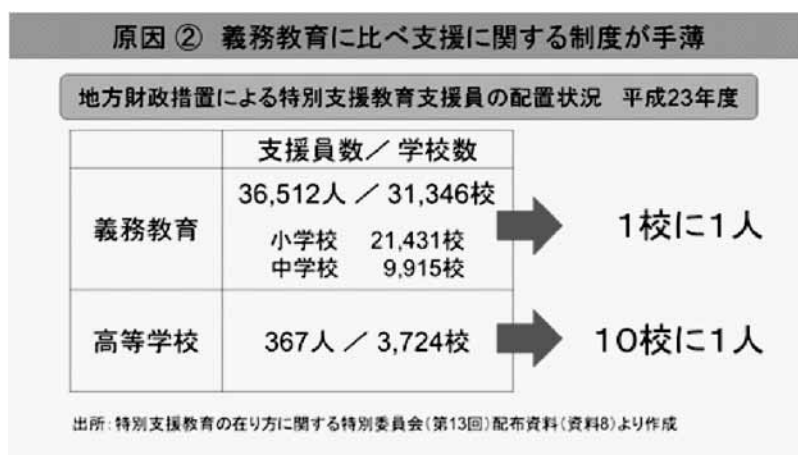 原因 ② 義務教育に比べ支援に関する制度が手薄
地方財政措置による特別支援教育支援員の配置状況 平成23年度
支援員数／学校数
義務教育
36,512人／31,346校
小学校 21,431校
中学校 9,915校
1校に1人
高等学校
367人／3,724校
10校に1人
出所:特別支援教育の在り方に関する特別委員会(第13回)配布資料(資料8)より作成